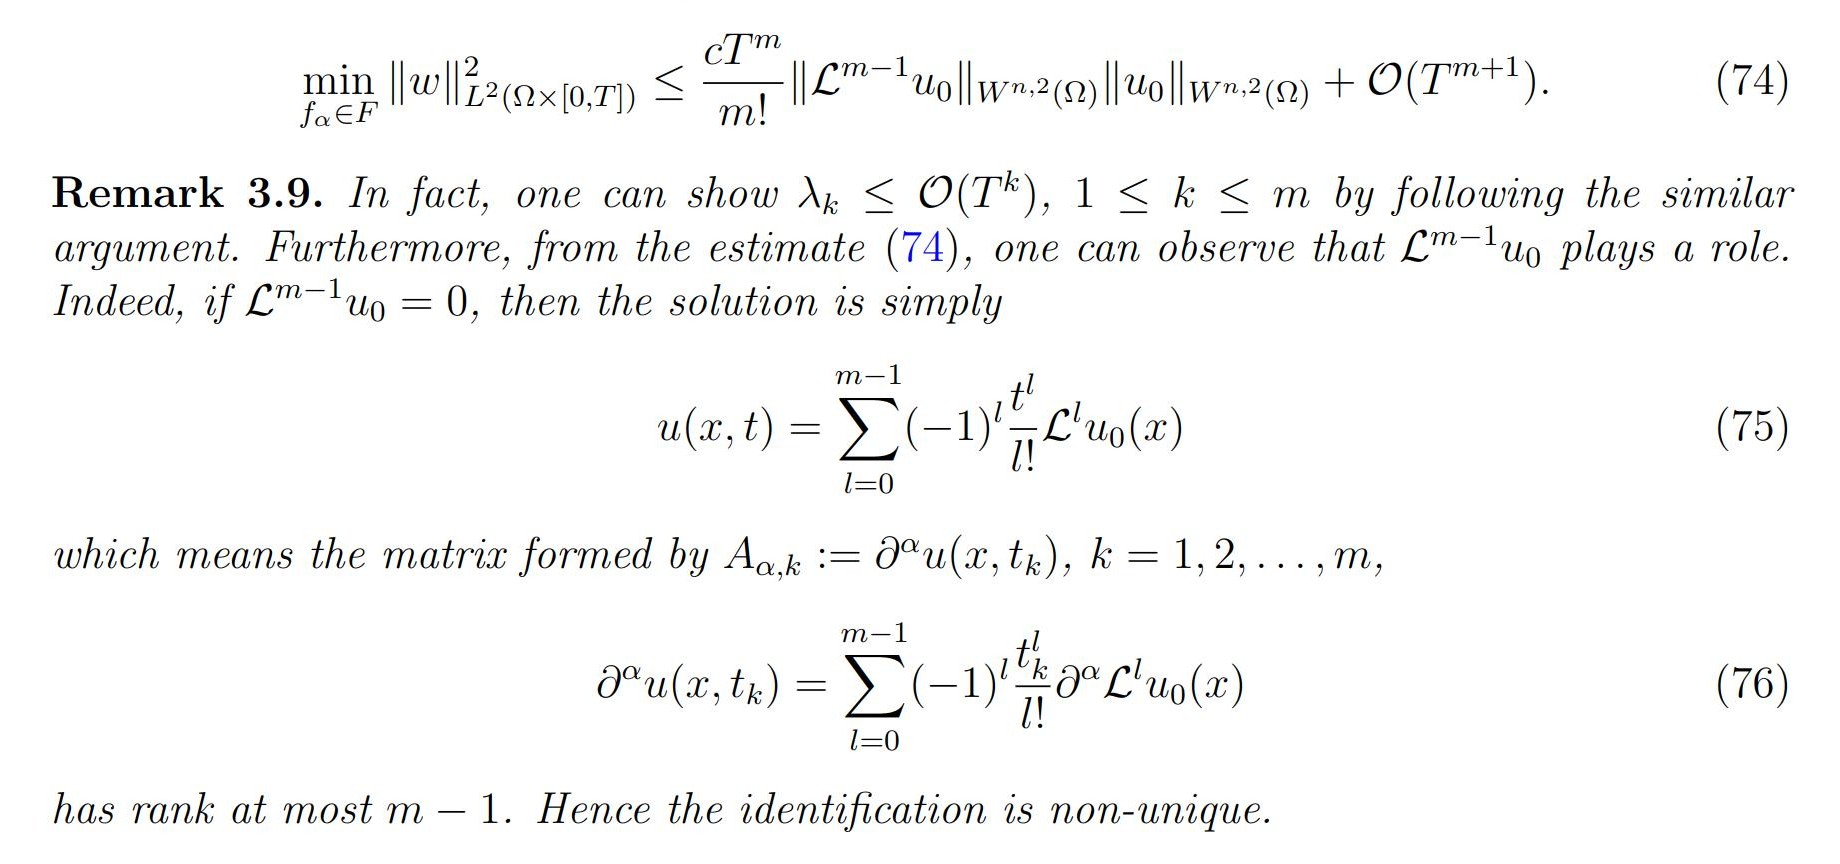 $$\min_{f_\alpha \in F} \|w\|^2_{L^2(\Omega \times [0,T])} \leq \frac{cT^m}{m!} \|\mathcal{L}^{m-1}u_0\|_{W^{n,2}(\Omega)} \|u_0\|_{W^{n,2}(\Omega)} + \mathcal{O}(T^{m+1}). \quad (74)$$
Remark 3.9. In fact, one can show $\lambda_k \leq \mathcal{O}(T^k)$, $1 \leq k \leq m$ by following the similar
argument. Furthermore, from the estimate (74), one can observe that $\mathcal{L}^{m-1}u_0$ plays a role.
Indeed, if $\mathcal{L}^{m-1}u_0 = 0$, then the solution is simply
$$u(x,t) = \sum_{l=0}^{m-1} (-1)^l \frac{t^l}{l!} \mathcal{L}^l u_0(x) \quad (75)$$
which means the matrix formed by $A_{\alpha,k} := \partial^\alpha u(x,t_k)$, $k = 1, 2, \ldots, m,$
$$\partial^\alpha u(x,t_k) = \sum_{l=0}^{m-1} (-1)^l \frac{t_k^l}{l!} \partial^\alpha \mathcal{L}^l u_0(x) \quad (76)$$
has rank at most $m - 1$. Hence the identification is non-unique.